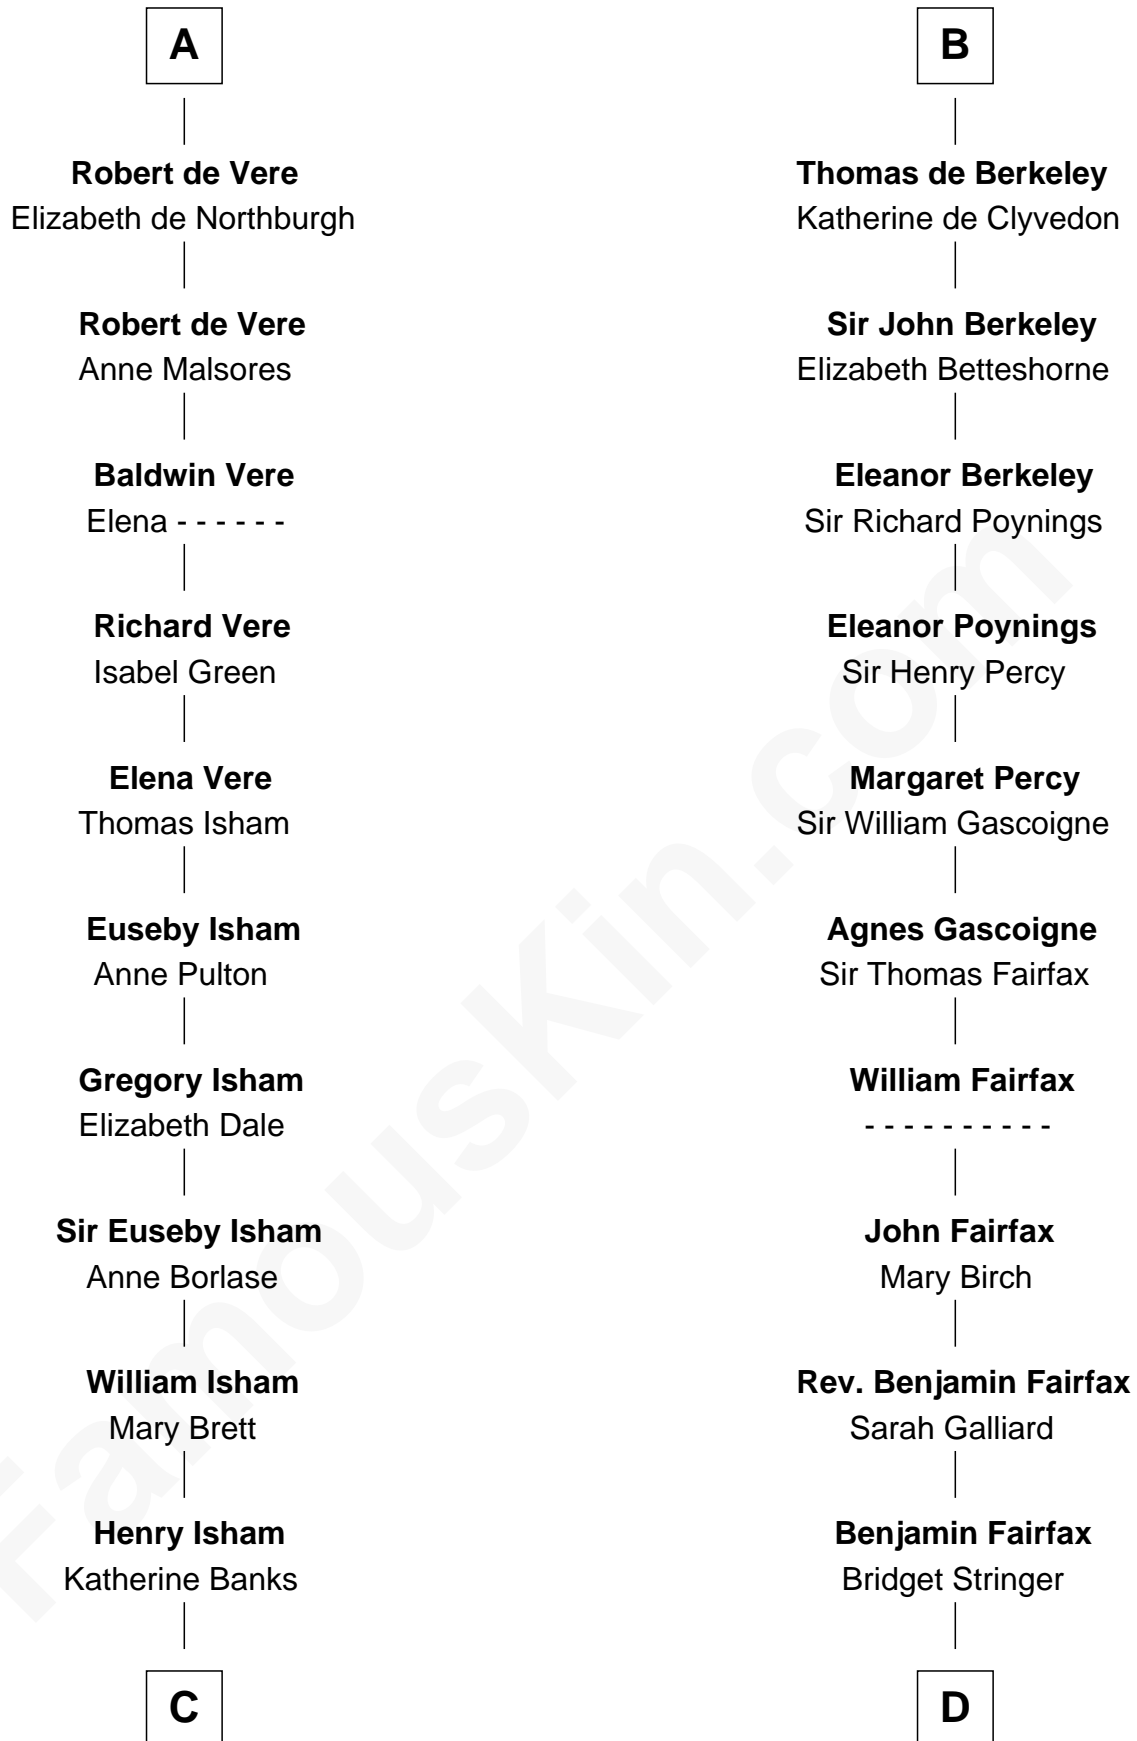 A
Robert de Vere
Elizabeth de Northburgh
Robert de Vere
Anne Malsores
Baldwin Vere
Elena - - - - - -
Richard Vere
Isabel Green
Elena Vere
Thomas Isham
Euseby Isham
Anne Pulton
Gregory Isham
Elizabeth Dale
Sir Euseby Isham
Anne Borlase
William Isham
Mary Brett
Henry Isham
Katherine Banks
C
B
Thomas de Berkeley
Katherine de Clyvedon
Sir John Berkeley
Elizabeth Betteshorne
Eleanor Berkeley
Sir Richard Poynings
Eleanor Poynings
Sir Henry Percy
Margaret Percy
Sir William Gascoigne
Agnes Gascoigne
Sir Thomas Fairfax
William Fairfax
- - - - - - - - - -
John Fairfax
Mary Birch
Rev. Benjamin Fairfax
Sarah Galliard
Benjamin Fairfax
Bridget Stringer
D
FamousKin.com